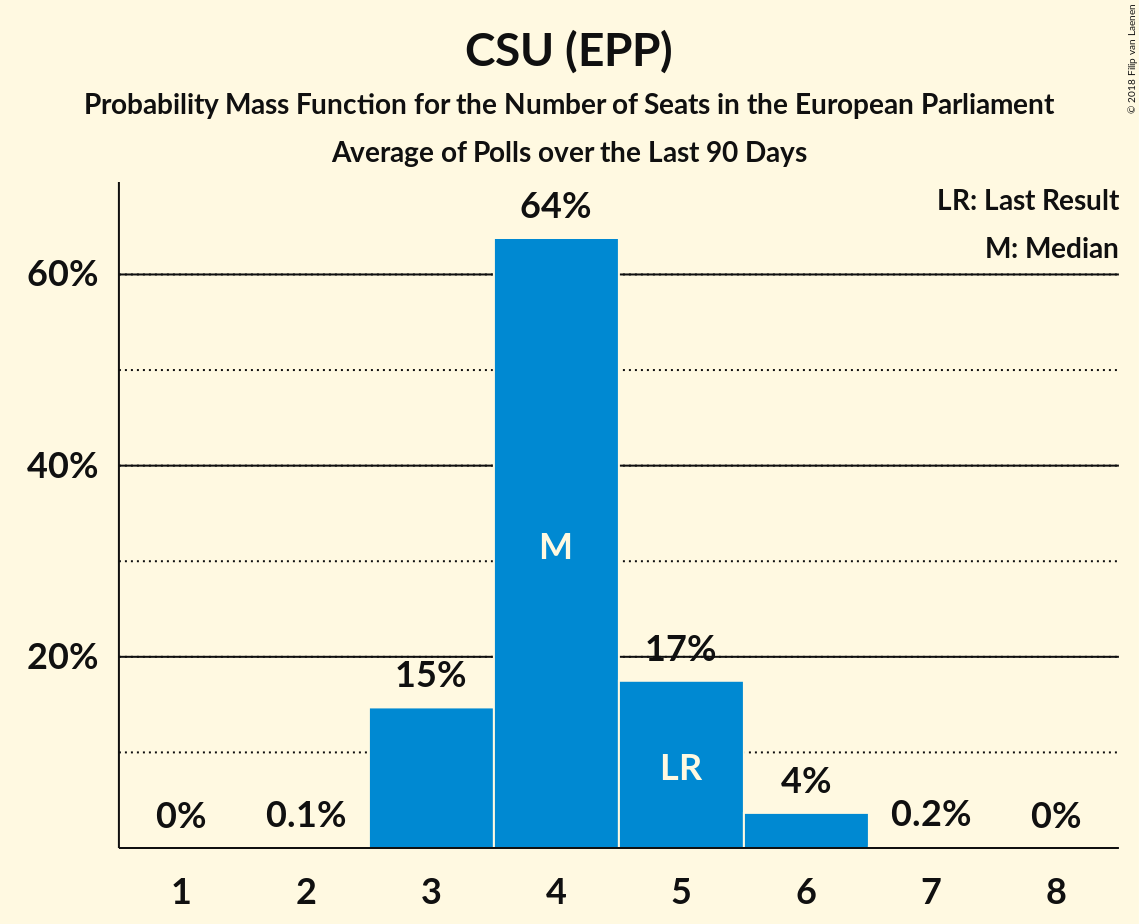 CSU (EPP)
Probability Mass Function for the Number of Seats in the European Parliament
Average of Polls over the Last 90 Days
© 2018 Filip van Laenen
LR: Last Result
M: Median
64%
60%
40%
M
20%
17%
15%
LR
4%
0%
0.1%
0.2%
0%
1 2 3 4 5 6 7 8